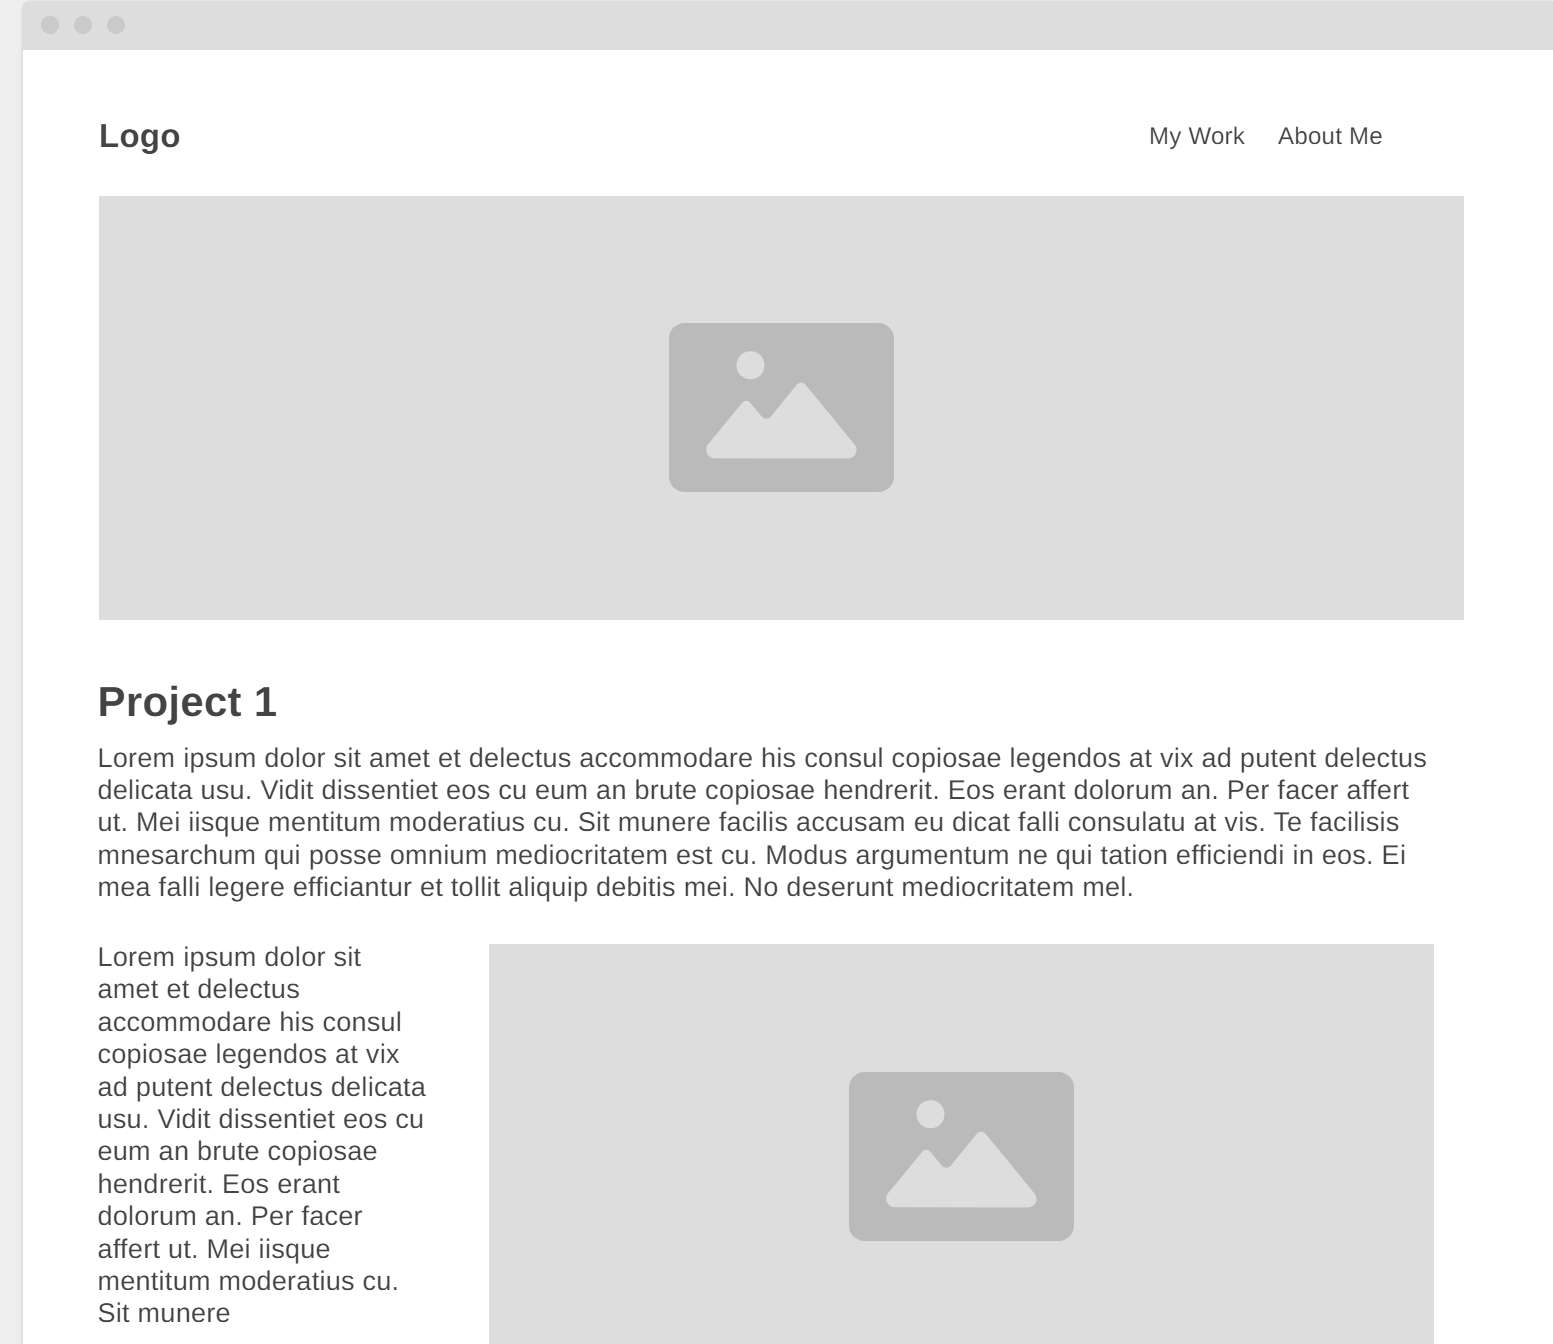 Logo
My Work About Me
Project 1
Lorem ipsum dolor sit amet et delectus accommodare his consul copiosae legendos at vix ad putent delectus
delicata usu. Vidit dissentiet eos cu eum an brute copiosae hendrerit. Eos erant dolorum an. Per facer affert
ut. Mei iisque mentitum moderatius cu. Sit munere facilis accusam eu dicat falli consulatu at vis. Te facilisis
mnesarchum qui posse omnium mediocritatem est cu. Modus argumentum ne qui tation efficiendi in eos. Ei
mea falli legere efficiantur et tollit aliquip debitis mei. No deserunt mediocritatem mel.
Lorem ipsum dolor sit
amet et delectus
accommodare his consul
copiosae legendos at vix
ad putent delectus delicata
usu. Vidit dissentiet eos cu
eum an brute copiosae
hendrerit. Eos erant
dolorum an. Per facer
affert ut. Mei iisque
mentitum moderatius cu.
Sit munere